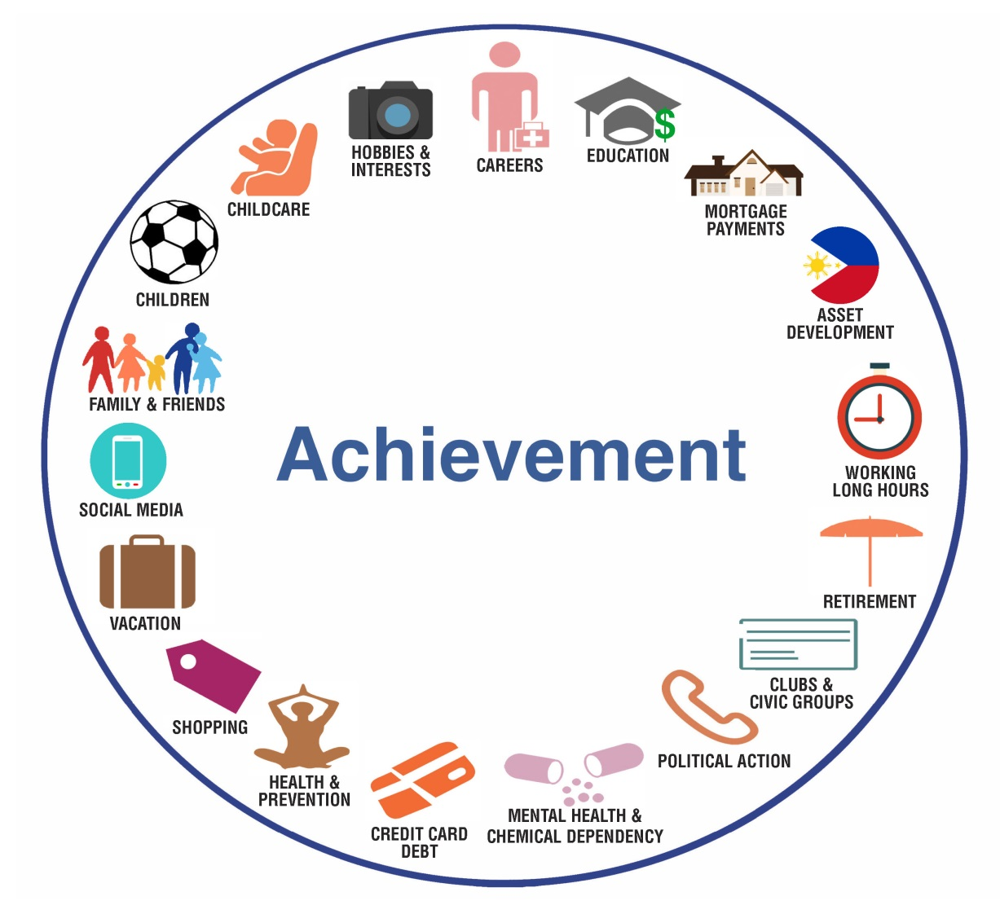 CAREERS
EDUCATION
$
MORTGAGE
PAYMENTS
ASSET
DEVELOPMENT
WORKING
LONG HOURS
RETIREMENT
CLUBS &
CIVIC GROUPS
POLITICAL ACTION
MENTAL HEALTH &
CHEMICAL DEPENDENCY
CREDIT CARD
DEBT
HEALTH &
PREVENTION
SHOPPING
VACATION
SOCIAL MEDIA
FAMILY & FRIENDS
CHILDREN
CHILDCARE
HOBBIES &
INTERESTS
Achievement